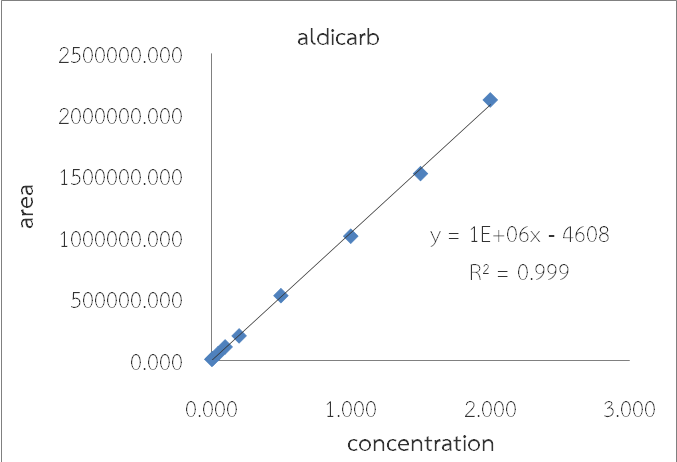 aldicarb
2500000.000
2000000.000
1500000.000
1000000.000
500000.000
0.000
area
y = 1E+06x - 4608
R² = 0.999
0.000 1.000 2.000 3.000
concentration